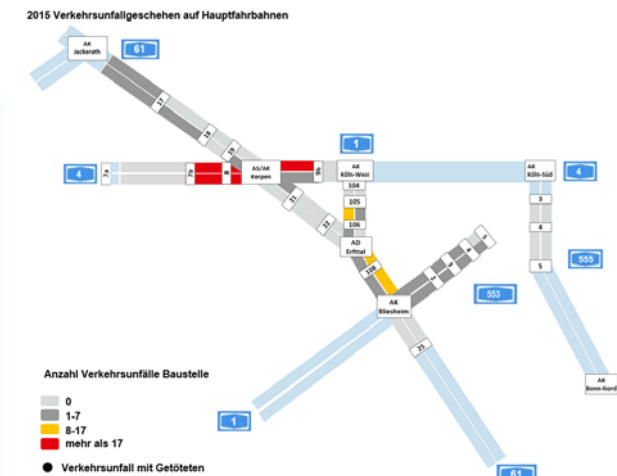 2015 Verkehrsunfallgeschehen auf Hauptfahrbahnen
AK
Jackerath
61
17
18
19
1
4
7a
7b
8
AS/AK
Kerpen
9b
AK
Köln-West
AK
Köln-Süd
4
104
105
106
21
22
AD
Erfttal
108
3
4
5
555
553
AK
Bliesheim
25
1
AK
Bonn-Nord
61
Anzahl Verkehrsunfälle Baustelle
0
1-7
8-17
mehr als 17
Verkehrsunfall mit Getöteten